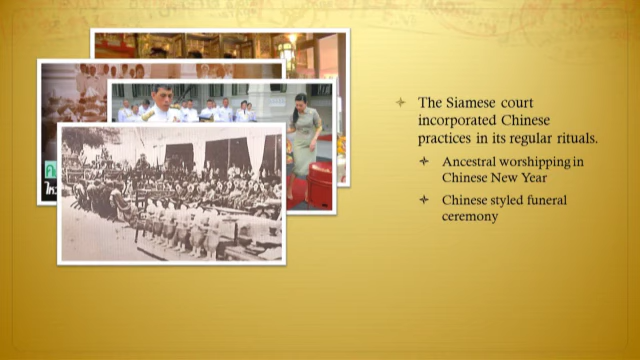 The Siamese court
incorporated Chinese
practices in its regular rituals.
Ancestral worshipping in
Chinese New Year
Chinese styled funeral
ceremony